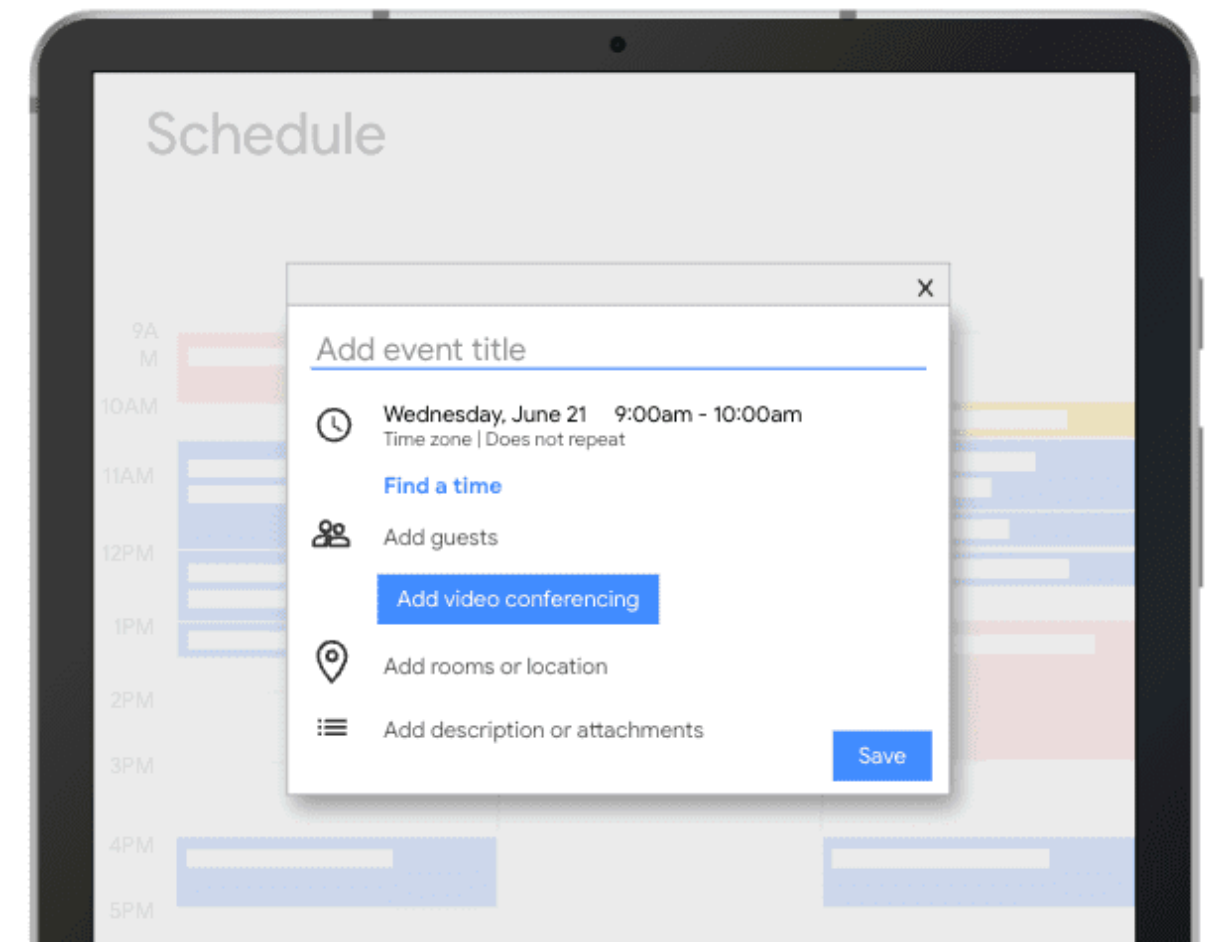 Schedule
X
Add event title
9A
M
Wednesday, June 21 9:00am - 10:00am
10AM
Time zone | Does not repeat
Find a time
11AM
Add guests
12PM
Add video conferencing
1PM
Add rooms or location
2PM
Add description or attachments
Save
3PM
4PM
5PM